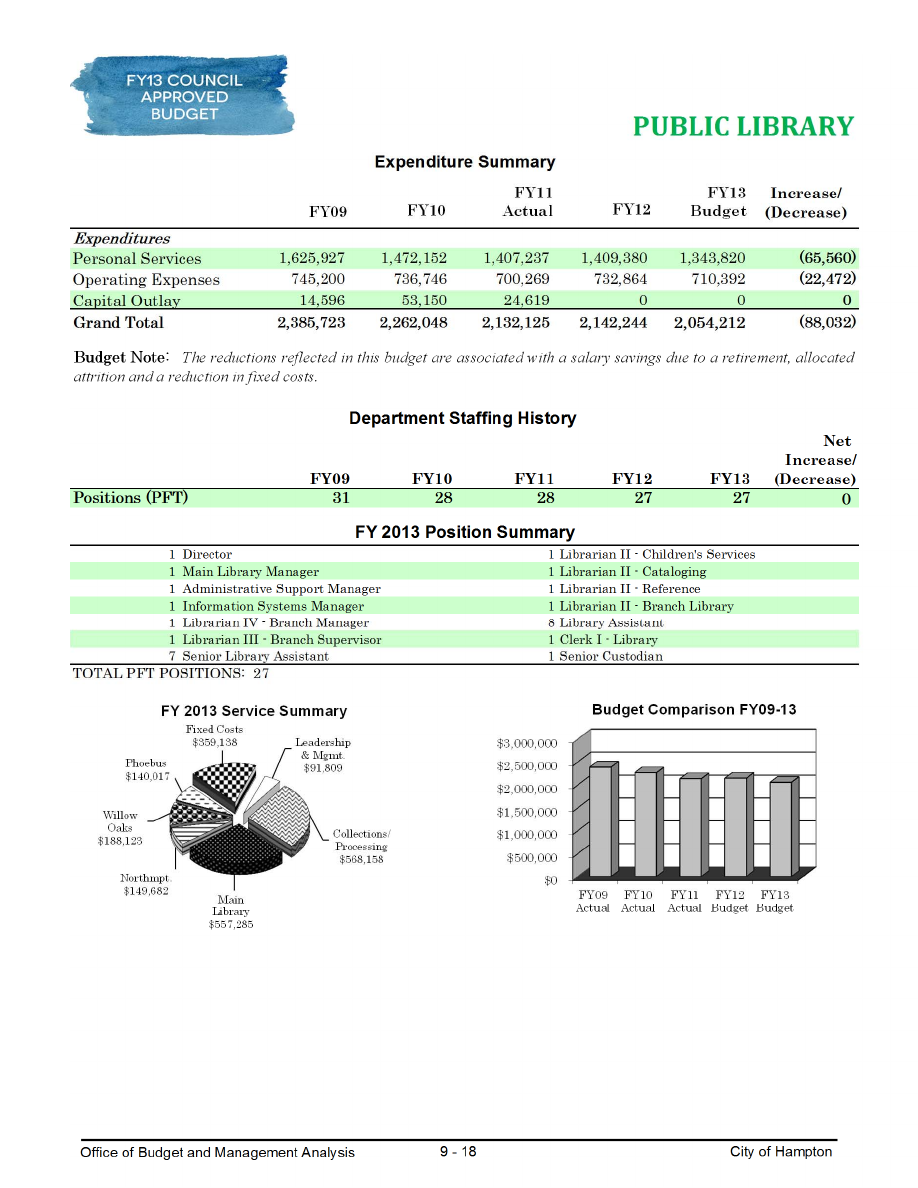 FY13 COUNCIL
APPROVED
BUDGET
PUBLIC LIBRARY
Expenditure Summary
FY09 FY10 FY11 Actual FY12 FY13 Budget Increase/ (Decrease)
Expenditures
Personal Services 1,625,927 1,472,152 1,407,237 1,409,380 1,343,820 (65,560)
Operating Expenses 745,200 736,746 700,269 732,864 710,392 (22,472)
Capital Outlay 14,596 53,150 24,619 0 0 0
Grand Total 2,385,723 2,262,048 2,132,125 2,142,244 2,054,212 (88,032)
Budget Note: The reductions reflected in this budget are associated with a salary savings due to a retirement, allocated
attrition and a reduction in fixed costs.
Department Staffing History
FY09 FY10 FY11 FY12 FY13 Net Increase/ (Decrease)
Positions (PFT) 31 28 28 27 27 0
FY 2013 Position Summary
1 Director 1 Librarian II - Children's Services
1 Main Library Manager 1 Librarian II - Cataloging
1 Administrative Support Manager 1 Librarian II - Reference
1 Information Systems Manager 1 Librarian II - Branch Library
1 Librarian IV - Branch Manager 8 Library Assistant
1 Librarian III - Branch Supervisor 1 Clerk I - Library
7 Senior Library Assistant 1 Senior Custodian
TOTAL PFT POSITIONS: 27
FY 2013 Service Summary
Fixed Costs
$359,138
Leadership
& Mgmt.
$91,809
Phoebus
$140,017
Willow
Oaks
$188,123
Collections/
Processing
$568,158
Northmpt.
$149,682
Main
Library
$557,285
Budget Comparison FY09-13
$3,000,000
$2,500,000
$2,000,000
$1,500,000
$1,000,000
$500,000
$0
FY09 FY10 FY11 FY12 FY13
Actual Actual Actual Budget Budget
Office of Budget and Management Analysis 9 - 18 City of Hampton